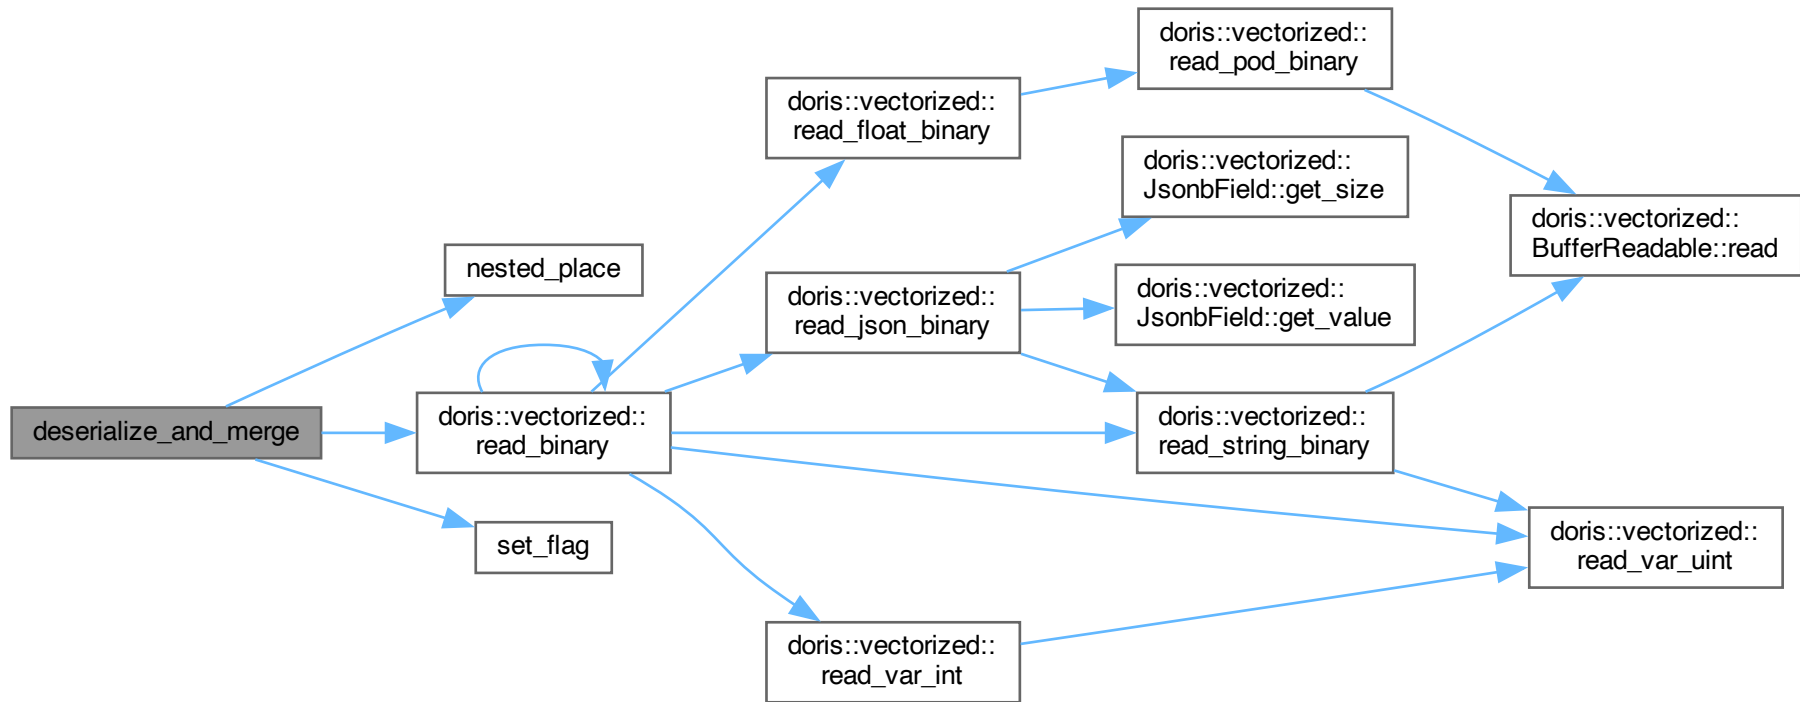 deserialize_and_merge
nested_place
doris::vectorized::
read_binary
set_flag
doris::vectorized::
read_float_binary
doris::vectorized::
read_json_binary
doris::vectorized::
read_var_int
doris::vectorized::
read_pod_binary
doris::vectorized::
JsonbField::get_size
doris::vectorized::
JsonbField::get_value
doris::vectorized::
read_string_binary
doris::vectorized::
BufferReadable::read
doris::vectorized::
read_var_uint